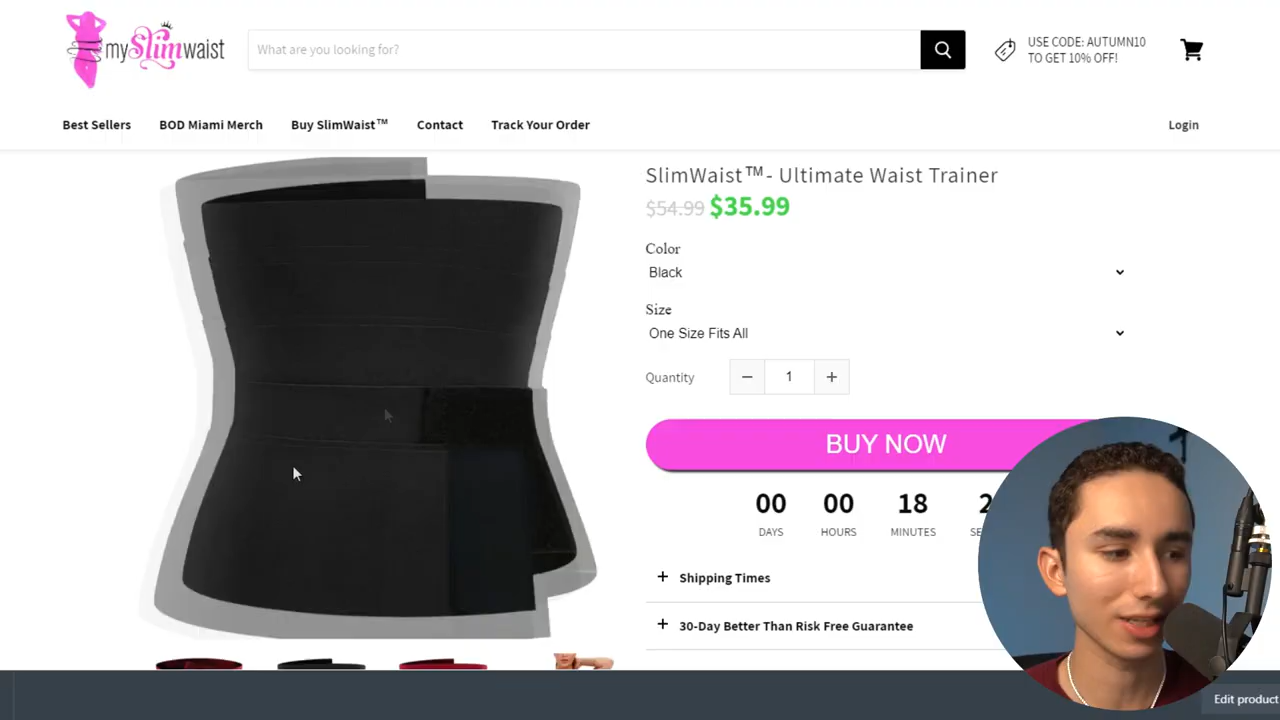 my Slim waist
What are you looking for?
USE CODE: AUTUMN10
TO GET 10% OFF!
Best Sellers
BOD Miami Merch
Buy SlimWaist™
Contact
Track Your Order
Login
SlimWaist™- Ultimate Waist Trainer
$54.99 $35.99
Color
Black
Size
One Size Fits All
Quantity
− 1 +
BUY NOW
00 00 18
DAYS HOURS MINUTES
+ Shipping Times
+ 30-Day Better Than Risk Free Guarantee
Edit product